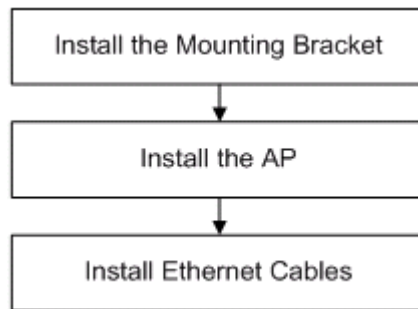 Install the Mounting Bracket
Install the AP
Install Ethernet Cables